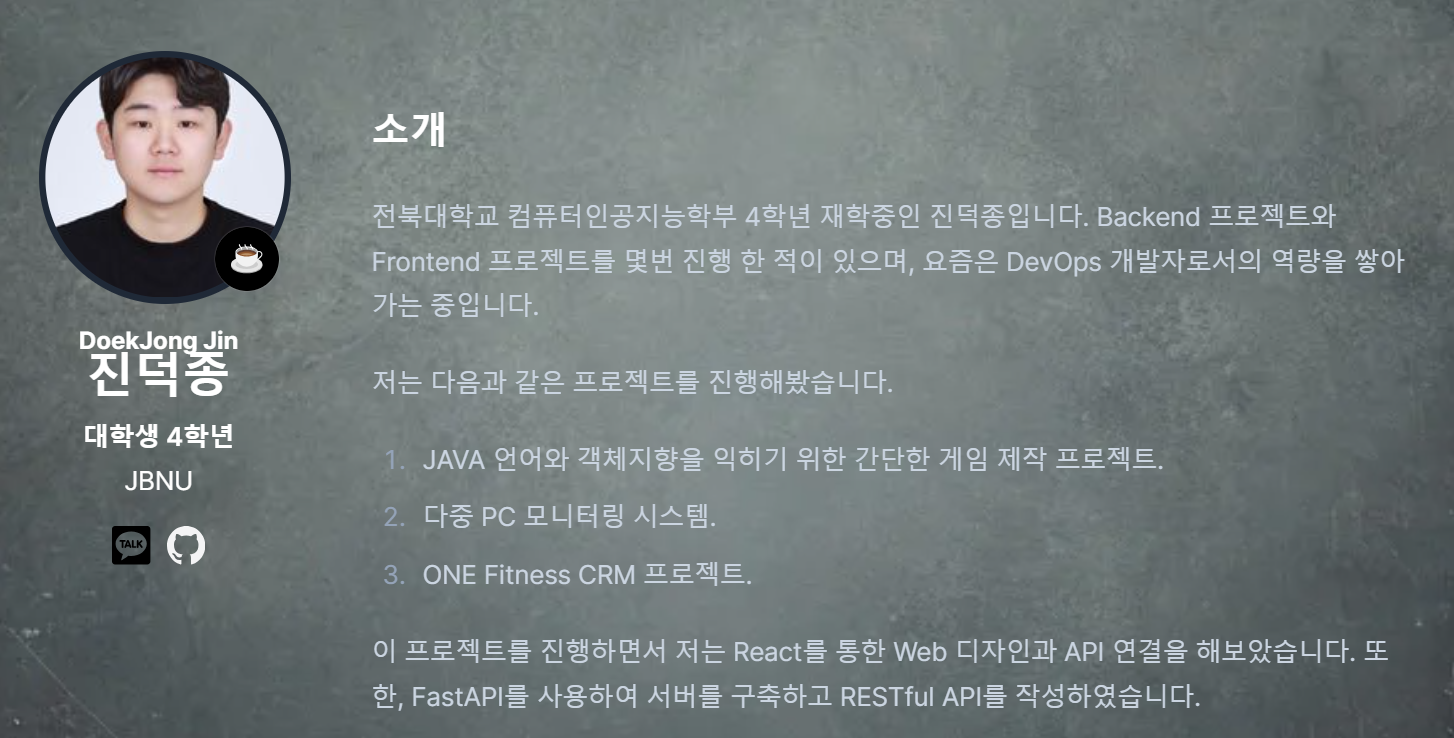 DoekJong Jin
진덕종
대학생 4학년
JBNU
TALK
소개
전북대학교 컴퓨터인공지능학부 4학년 재학중인 진덕종입니다. Backend 프로젝트와
Frontend 프로젝트를 몇번 진행 한 적이 있으며, 요즘은 DevOps 개발자로서의 역량을 쌓아
가는 중입니다.
저는 다음과 같은 프로젝트를 진행해봤습니다.
1. JAVA 언어와 객체지향을 익히기 위한 간단한 게임 제작 프로젝트.
2. 다중 PC 모니터링 시스템.
3. ONE Fitness CRM 프로젝트.
이 프로젝트를 진행하면서 저는 React를 통한 Web 디자인과 API 연결을 해보았습니다. 또
한, FastAPI를 사용하여 서버를 구축하고 RESTful API를 작성하였습니다.